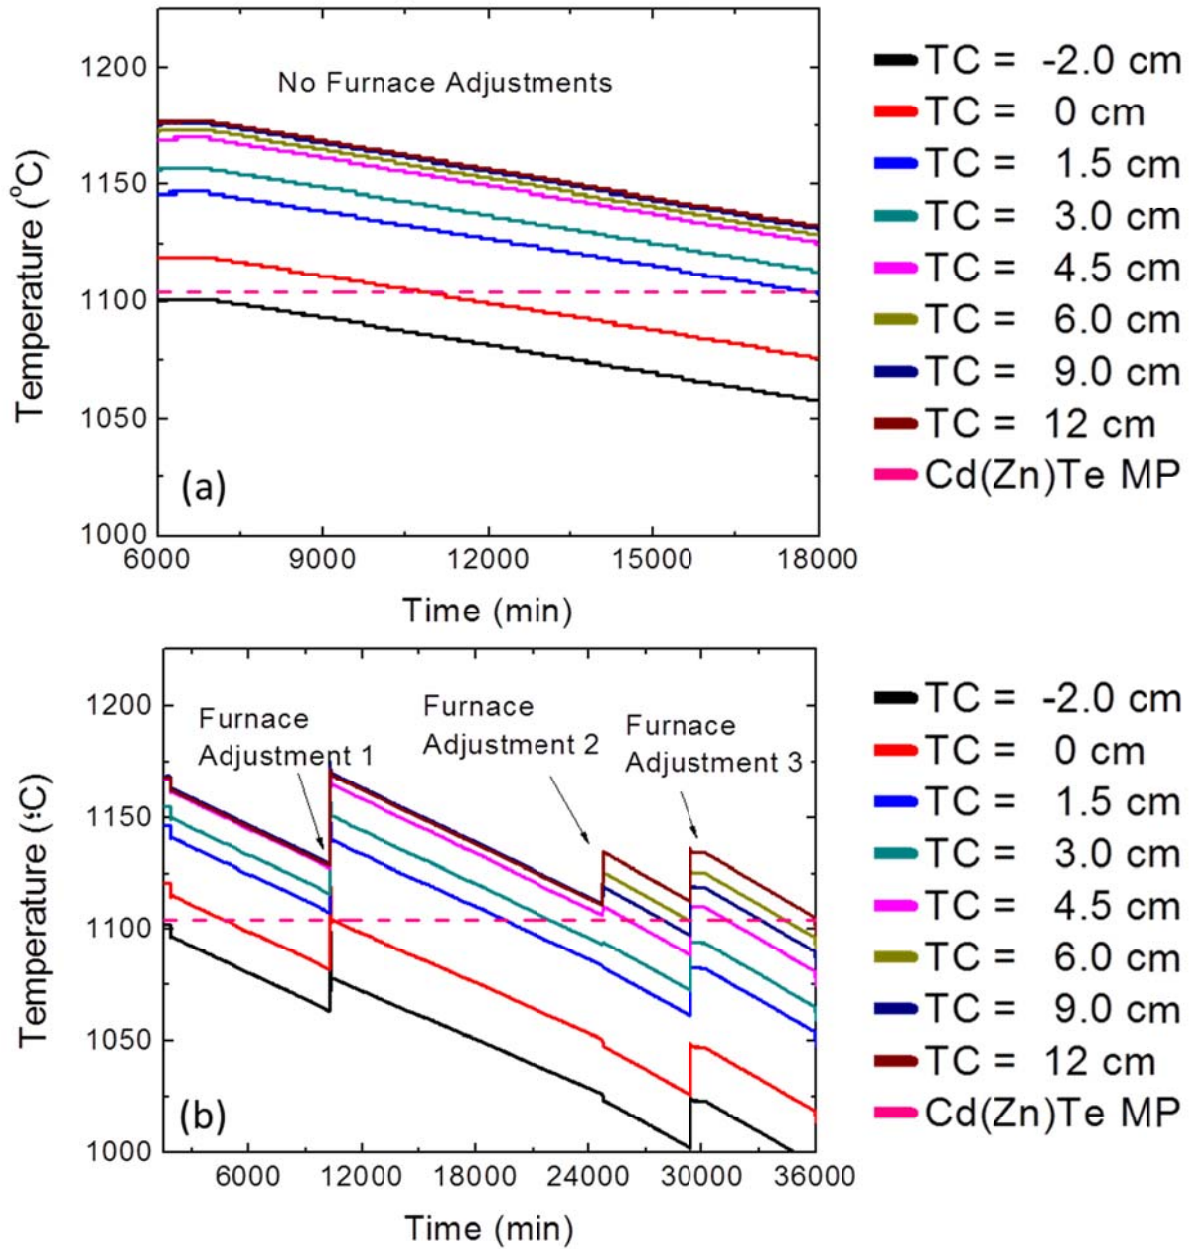 1200
1150
1100
1050
1000
Temperature (°C)
No Furnace Adjustments
(a)
6000 9000 12000 15000 18000
Time (min)
TC = -2.0 cm
TC = 0 cm
TC = 1.5 cm
TC = 3.0 cm
TC = 4.5 cm
TC = 6.0 cm
TC = 9.0 cm
TC = 12 cm
Cd(Zn)Te MP
1200
1150
1100
1050
1000
Temperature (ºC)
Furnace
Adjustment 1
Furnace
Adjustment 2
Furnace
Adjustment 3
(b)
6000 12000 18000 24000 30000 36000
Time (min)
TC = -2.0 cm
TC = 0 cm
TC = 1.5 cm
TC = 3.0 cm
TC = 4.5 cm
TC = 6.0 cm
TC = 9.0 cm
TC = 12 cm
Cd(Zn)Te MP